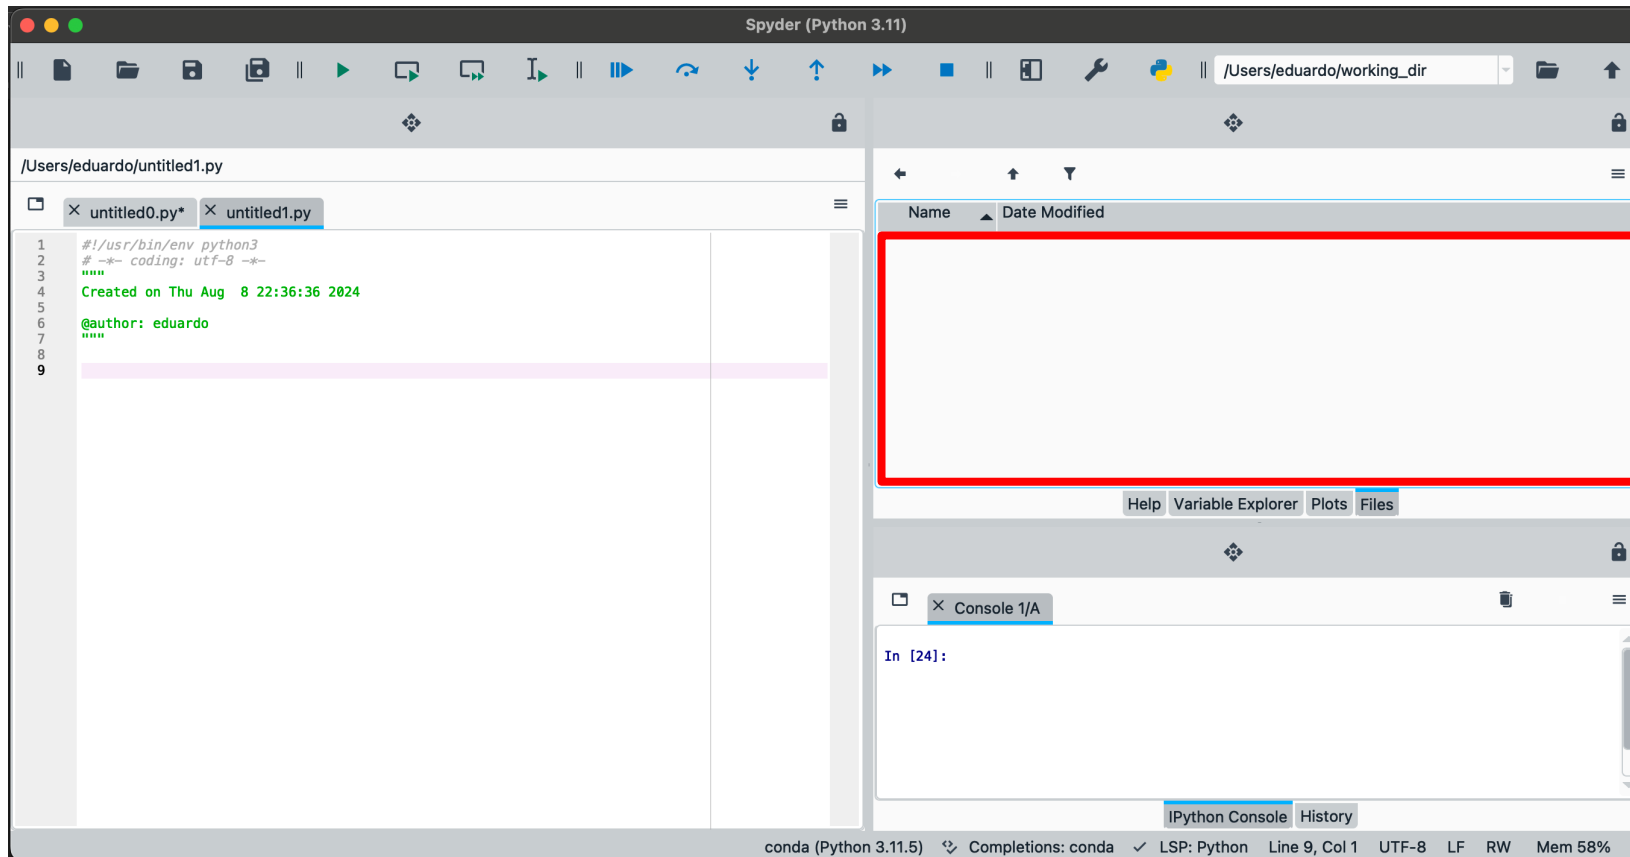 Spyder (Python 3.11)
/Users/eduardo/working_dir
/Users/eduardo/untitled1.py
untitled0.py*
untitled1.py
1 #!/usr/bin/env python3
2 # -*- coding: utf-8 -*-
3 """
4 Created on Thu Aug  8 22:36:36 2024
5
6 @author: eduardo
7 """
8
9
Name
Date Modified
Help
Variable Explorer
Plots
Files
Console 1/A
In [24]:
IPython Console
History
conda (Python 3.11.5)
Completions: conda
LSP: Python
Line 9, Col 1
UTF-8
LF
RW
Mem 58%